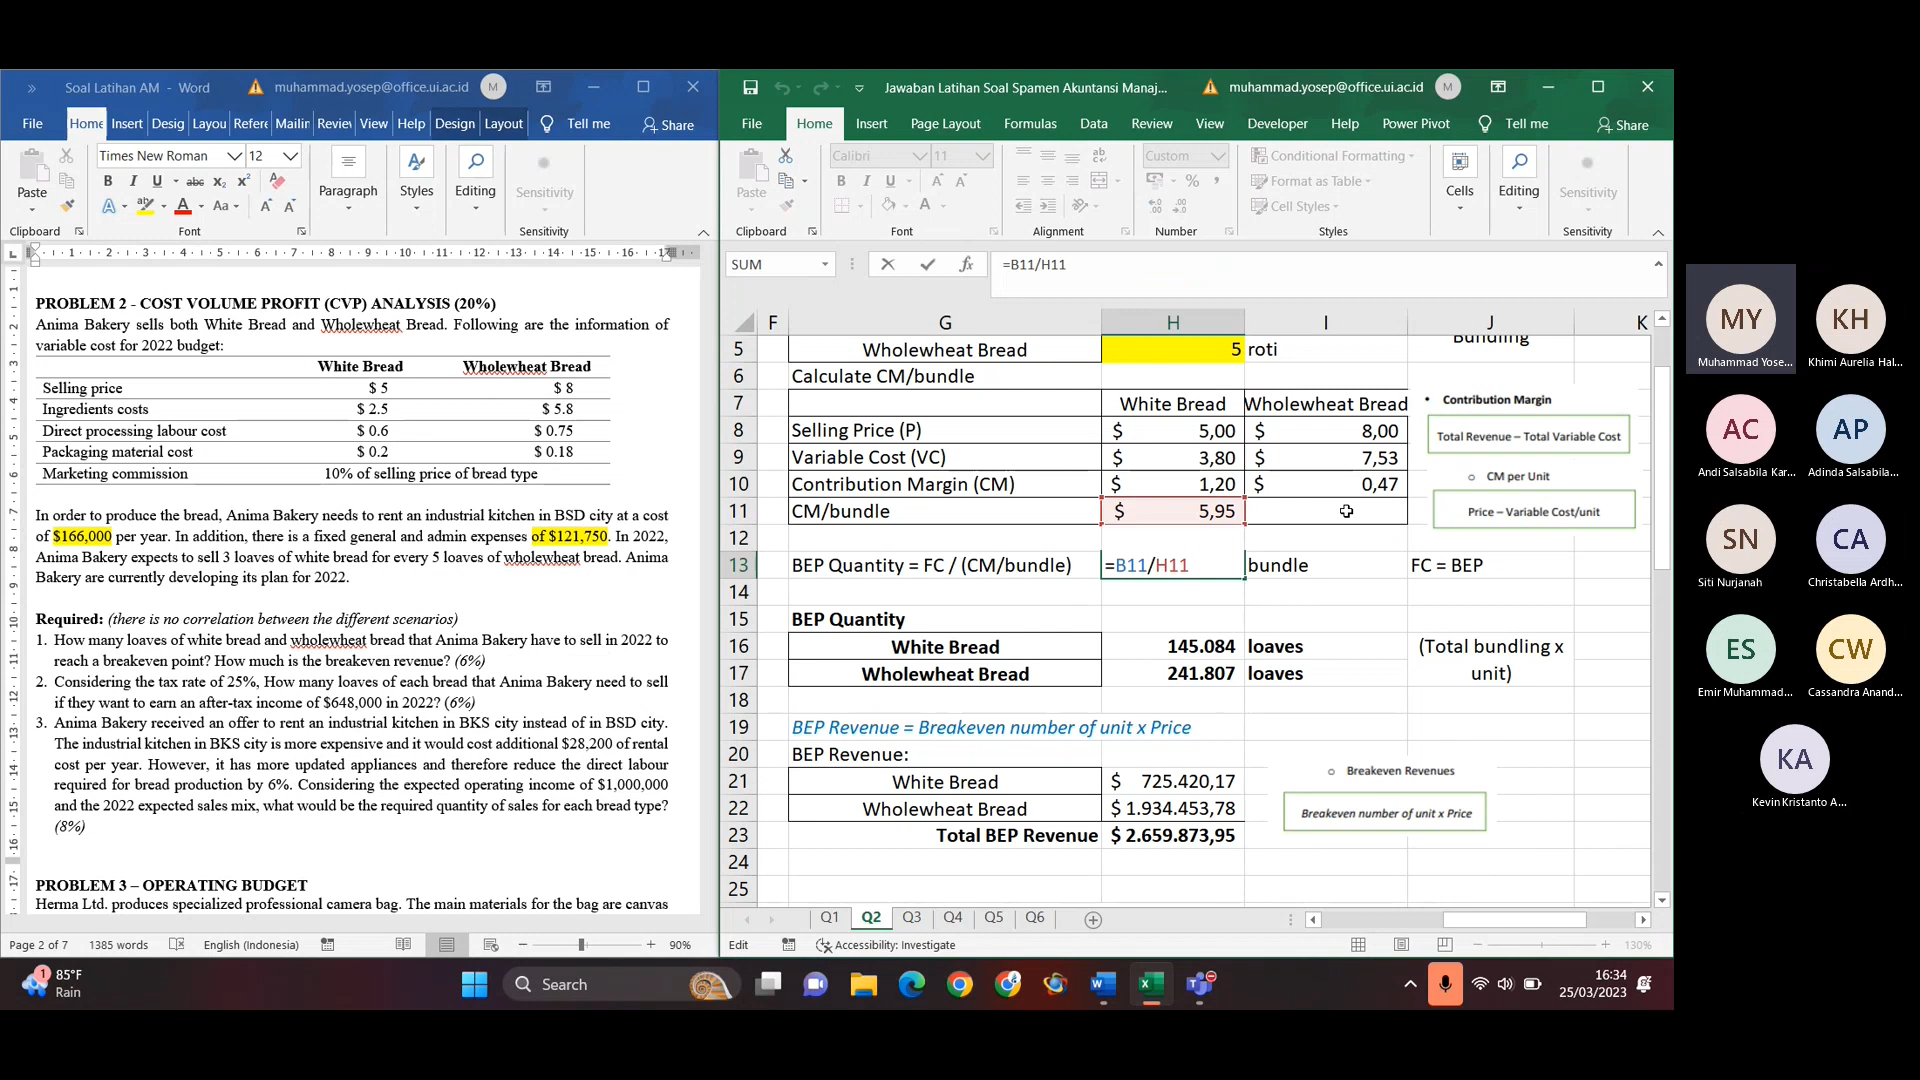 Soal Latihan AM - Word
muhammad.yosep@office.ui.ac.id
M
File Home Insert Desig Layou Refere Mailin Reviev View Help Design Layout Tell me Share
Paste
Times New Roman 12
Paragraph
Styles
Editing
Sensitivity
Clipboard Font Sensitivity
PROBLEM 2 - COST VOLUME PROFIT (CVP) ANALYSIS (20%)
Anima Bakery sells both White Bread and Wholewheat Bread. Following are the information of
variable cost for 2022 budget:
White Bread Wholewheat Bread
Selling price $ 5 $ 8
Ingredients costs $ 2.5 $ 5.8
Direct processing labour cost $ 0.6 $ 0.75
Packaging material cost $ 0.2 $ 0.18
Marketing commission 10% of selling price of bread type
In order to produce the bread, Anima Bakery needs to rent an industrial kitchen in BSD city at a cost
of $166,000 per year. In addition, there is a fixed general and admin expenses of $121,750. In 2022,
Anima Bakery expects to sell 3 loaves of white bread for every 5 loaves of wholewheat bread. Anima
Bakery are currently developing its plan for 2022.
Required: (there is no correlation between the different scenarios)
1. How many loaves of white bread and wholewheat bread that Anima Bakery have to sell in 2022 to
reach a breakeven point? How much is the breakeven revenue? (6%)
2. Considering the tax rate of 25%, How many loaves of each bread that Anima Bakery need to sell
if they want to earn an after-tax income of $648,000 in 2022? (6%)
3. Anima Bakery received an offer to rent an industrial kitchen in BKS city instead of in BSD city.
The industrial kitchen in BKS city is more expensive and it would cost additional $28,200 of rental
cost per year. However, it has more updated appliances and therefore reduce the direct labour
required for bread production by 6%. Considering the expected operating income of $1,000,000
and the 2022 expected sales mix, what would be the required quantity of sales for each bread type?
(8%)
PROBLEM 3 – OPERATING BUDGET
Herma Ltd. produces specialized professional camera bag. The main materials for the bag are canvas
Page 2 of 7 1385 words English (Indonesia) 90%
Jawaban Latihan Soal Spamen Akuntansi Manaj...
muhammad.yosep@office.ui.ac.id
M
File Home Insert Page Layout Formulas Data Review View Developer Help Power Pivot Tell me Share
Paste
Calibri 11
Custom
Conditional Formatting
Format as Table
Cell Styles
Cells
Editing
Sensitivity
Clipboard Font Alignment Number Styles Sensitivity
SUM =B11/H11
F G H I J K
5 Wholewheat Bread 5 roti Bundling
6 Calculate CM/bundle
7 White Bread Wholewheat Bread
8 Selling Price (P) $ 5,00 $ 8,00
9 Variable Cost (VC) $ 3,80 $ 7,53
10 Contribution Margin (CM) $ 1,20 $ 0,47
11 CM/bundle $ 5,95
• Contribution Margin
Total Revenue – Total Variable Cost
○ CM per Unit
Price – Variable Cost/unit
12
13 BEP Quantity = FC / (CM/bundle) =B11/H11 bundle FC = BEP
14
15 BEP Quantity
16 White Bread 145.084 loaves (Total bundling x
17 Wholewheat Bread 241.807 loaves unit)
18
19 BEP Revenue = Breakeven number of unit x Price
20 BEP Revenue:
21 White Bread $ 725.420,17
22 Wholewheat Bread $ 1.934.453,78
23 Total BEP Revenue $ 2.659.873,95
○ Breakeven Revenues
Breakeven number of unit x Price
24
25
Q1 Q2 Q3 Q4 Q5 Q6
Edit Accessibility: Investigate 130%
1 85°F
Rain
Search
16:34
25/03/2023
MY
Muhammad Yose...
KH
Khimi Aurelia Hal...
AC
Andi Salsabila Kar...
AP
Adinda Salsabila...
SN
Siti Nurjanah
CA
Christabella Ardh...
ES
Emir Muhammad...
CW
Cassandra Anand...
KA
Kevin Kristanto A...